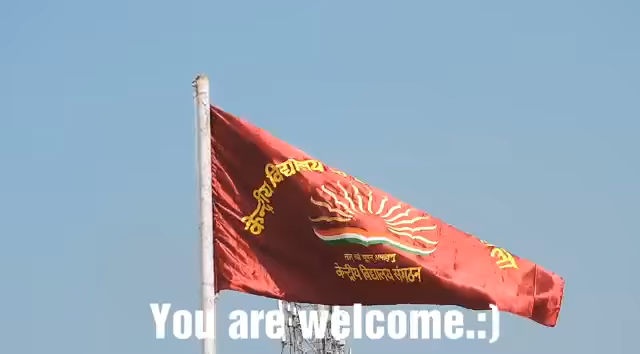 केन्द्रीय विद्यालय
केन्द्रीय विद्यालय संगठन
You are welcome.:)